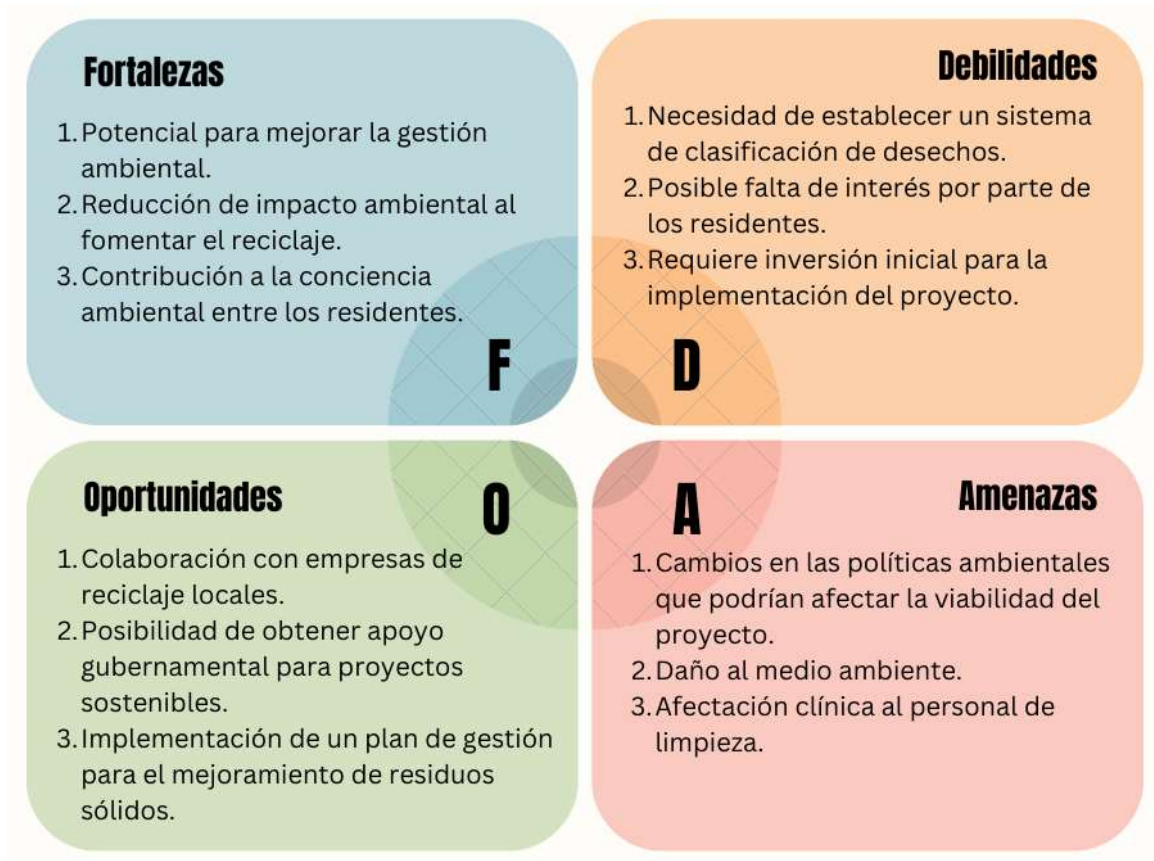 Fortalezas
1. Potencial para mejorar la gestión
ambiental.
2. Reducción de impacto ambiental al
fomentar el reciclaje.
3. Contribución a la conciencia
ambiental entre los residentes.
F
Debilidades
1. Necesidad de establecer un sistema
de clasificación de desechos.
2. Posible falta de interés por parte de
los residentes.
3. Requiere inversión inicial para la
implementación del proyecto.
D
Oportunidades
O
1. Colaboración con empresas de
reciclaje locales.
2. Posibilidad de obtener apoyo
gubernamental para proyectos
sostenibles.
3. Implementación de un plan de gestión
para el mejoramiento de residuos
sólidos.
A
Amenazas
1. Cambios en las políticas ambientales
que podrían afectar la viabilidad del
proyecto.
2. Daño al medio ambiente.
3. Afectación clínica al personal de
limpieza.